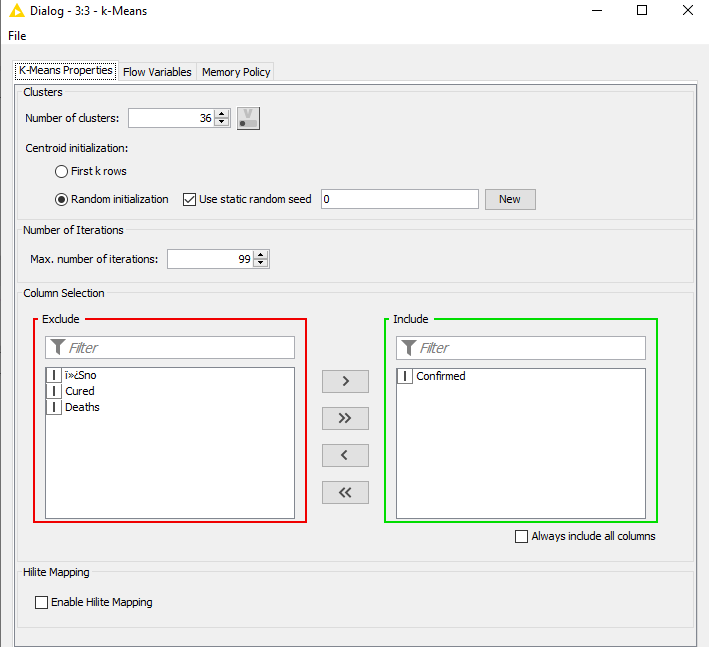 Dialog - 3:3 - k-Means
File
K-Means Properties Flow Variables Memory Policy
Clusters
Number of clusters: 36 V
Centroid initialization:
First k rows
Random initialization Use static random seed 0 New
Number of Iterations
Max. number of iterations: 99
Column Selection
Exclude
Filter
I ï»¿Sno
I Cured
I Deaths
>
>>
<
<<
Include
Filter
I Confirmed
Always include all columns
Hilite Mapping
Enable Hilite Mapping